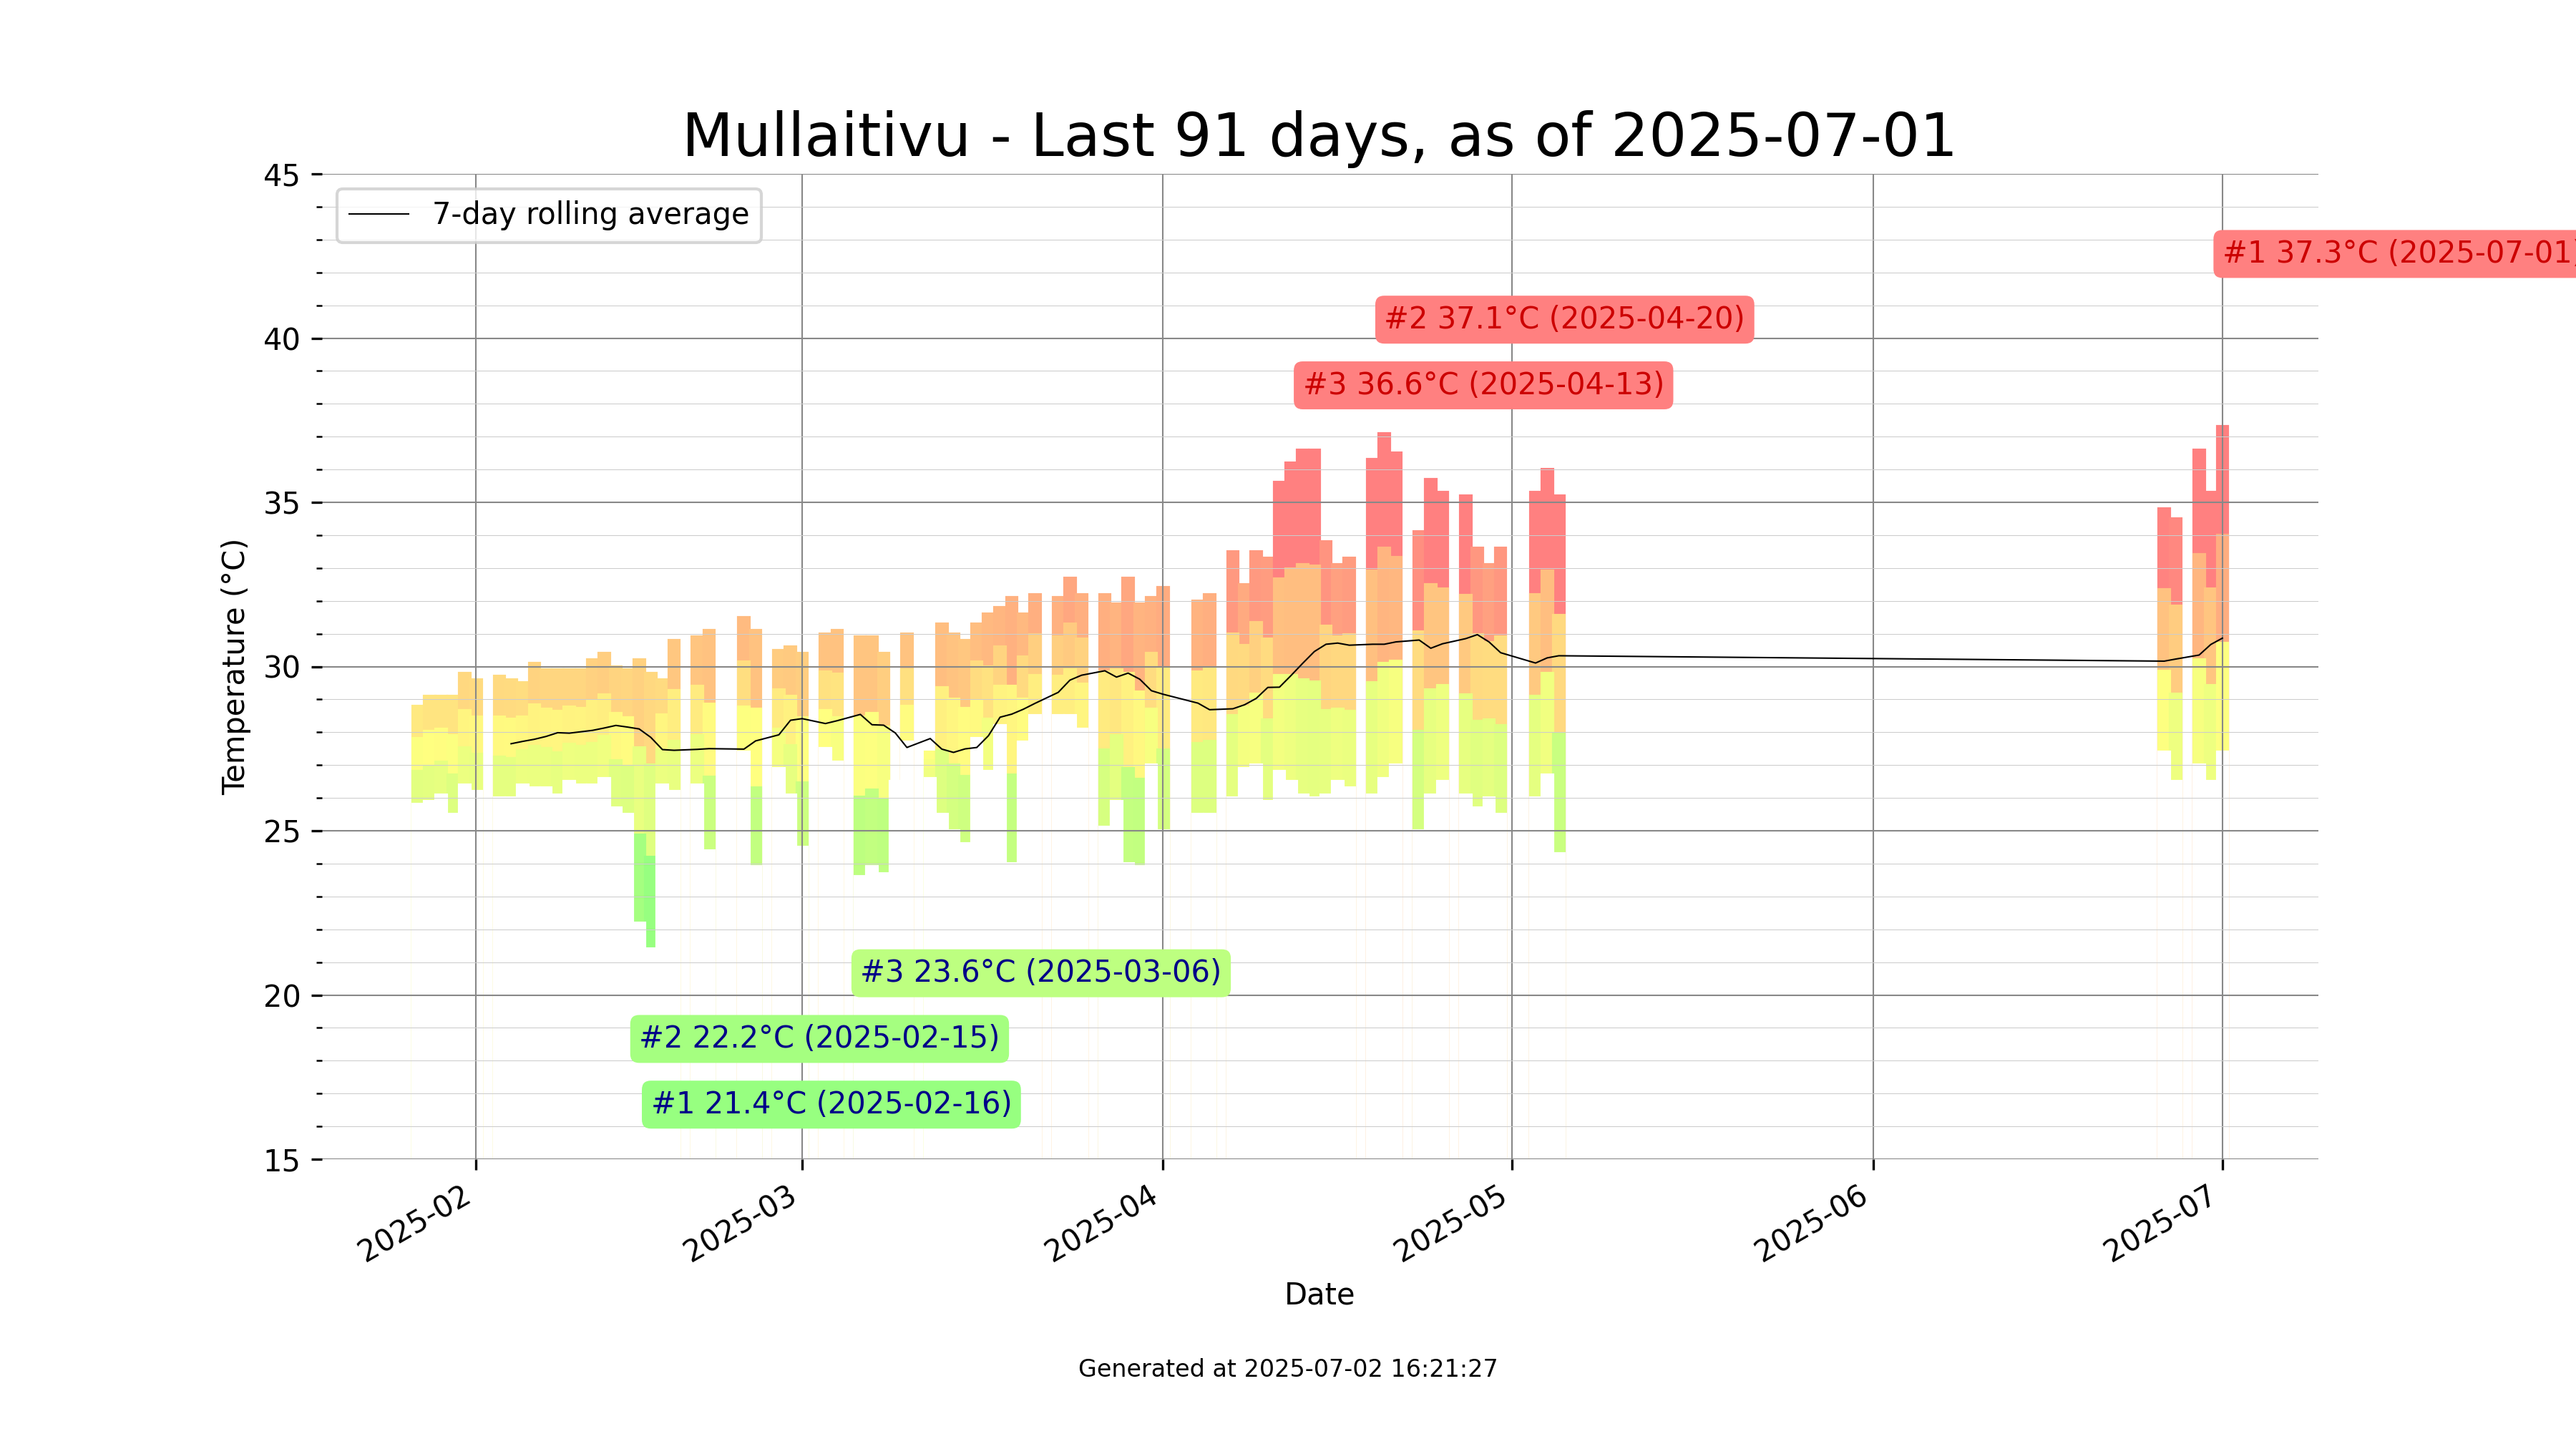 Mullaitivu - Last 91 days, as of 2025-07-01
45
7-day rolling average
#1 37.3°C (2025-07-01)
#2 37.1°C (2025-04-20)
40
#3 36.6°C (2025-04-13)
35
Temperature (°C)
30
25
#3 23.6°C (2025-03-06)
20
#2 22.2°C (2025-02-15)
#1 21.4°C (2025-02-16)
15
2025-02
2025-03
2025-04
2025-05
2025-06
2025-07
Date
Generated at 2025-07-02 16:21:27